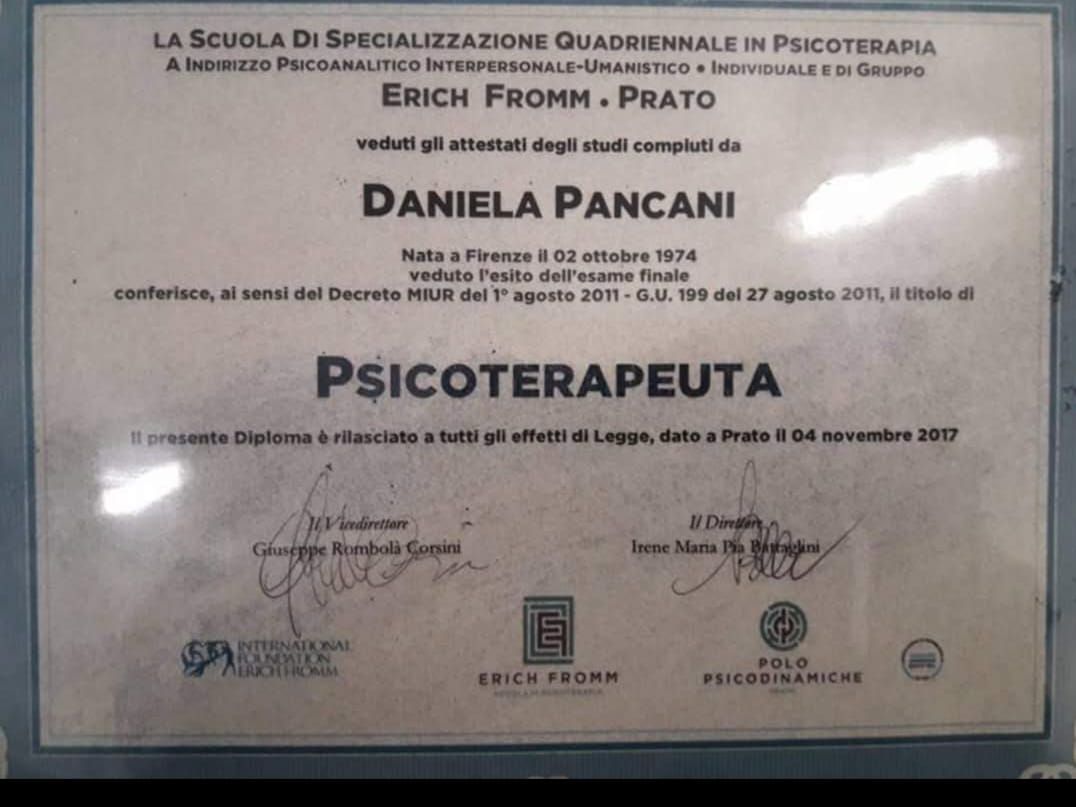 LA SCUOLA DI SPECIALIZZAZIONE QUADRIENNALE IN PSICOTERAPIA
A INDIRIZZO PSICOANALITICO INTERPERSONALE-UMANISTICO • INDIVIDUALE E DI GRUPPO
ERICH FROMM • PRATO
veduti gli attestati degli studi compiuti da
DANIELA PANCANI
Nata a Firenze il 02 ottobre 1974
veduto l'esito dell'esame finale
conferisce, ai sensi del Decreto MIUR del 1° agosto 2011 - G.U. 199 del 27 agosto 2011, il titolo di
PSICOTERAPEUTA
Il presente Diploma è rilasciato a tutti gli effetti di Legge, dato a Prato il 04 novembre 2017
Il Vicedirettore
Giuseppe Rombolà Corsini
Il Direttore
Irene Maria Pia Battaglini
INTERNATIONAL
FOUNDATION
ERICH FROMM
ERICH FROMM
SCUOLA DI PSICOTERAPIA
POLO
PSICODINAMICHE
PRATO